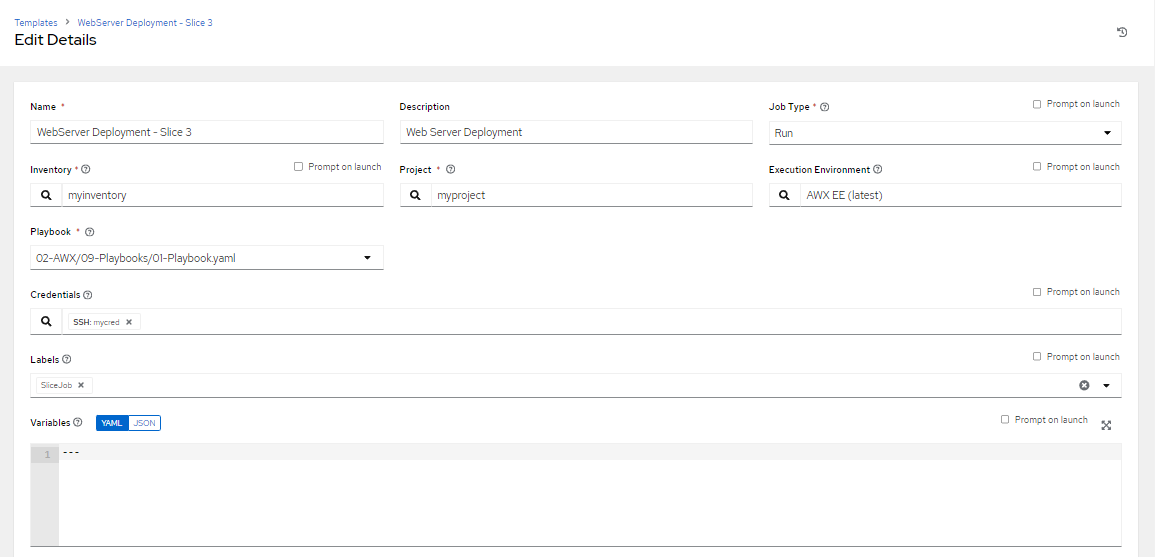 Templates > WebServer Deployment - Slice 3
Edit Details
Name *
WebServer Deployment - Slice 3
Description
Web Server Deployment
Job Type * Prompt on launch
Run
Inventory * Prompt on launch
myinventory
Project *
myproject
Execution Environment Prompt on launch
AWX EE (latest)
Playbook *
02-AWX/09-Playbooks/01-Playbook.yaml
Credentials Prompt on launch
SSH: mycred
Labels Prompt on launch
SliceJob
Variables YAML JSON Prompt on launch
1 ---